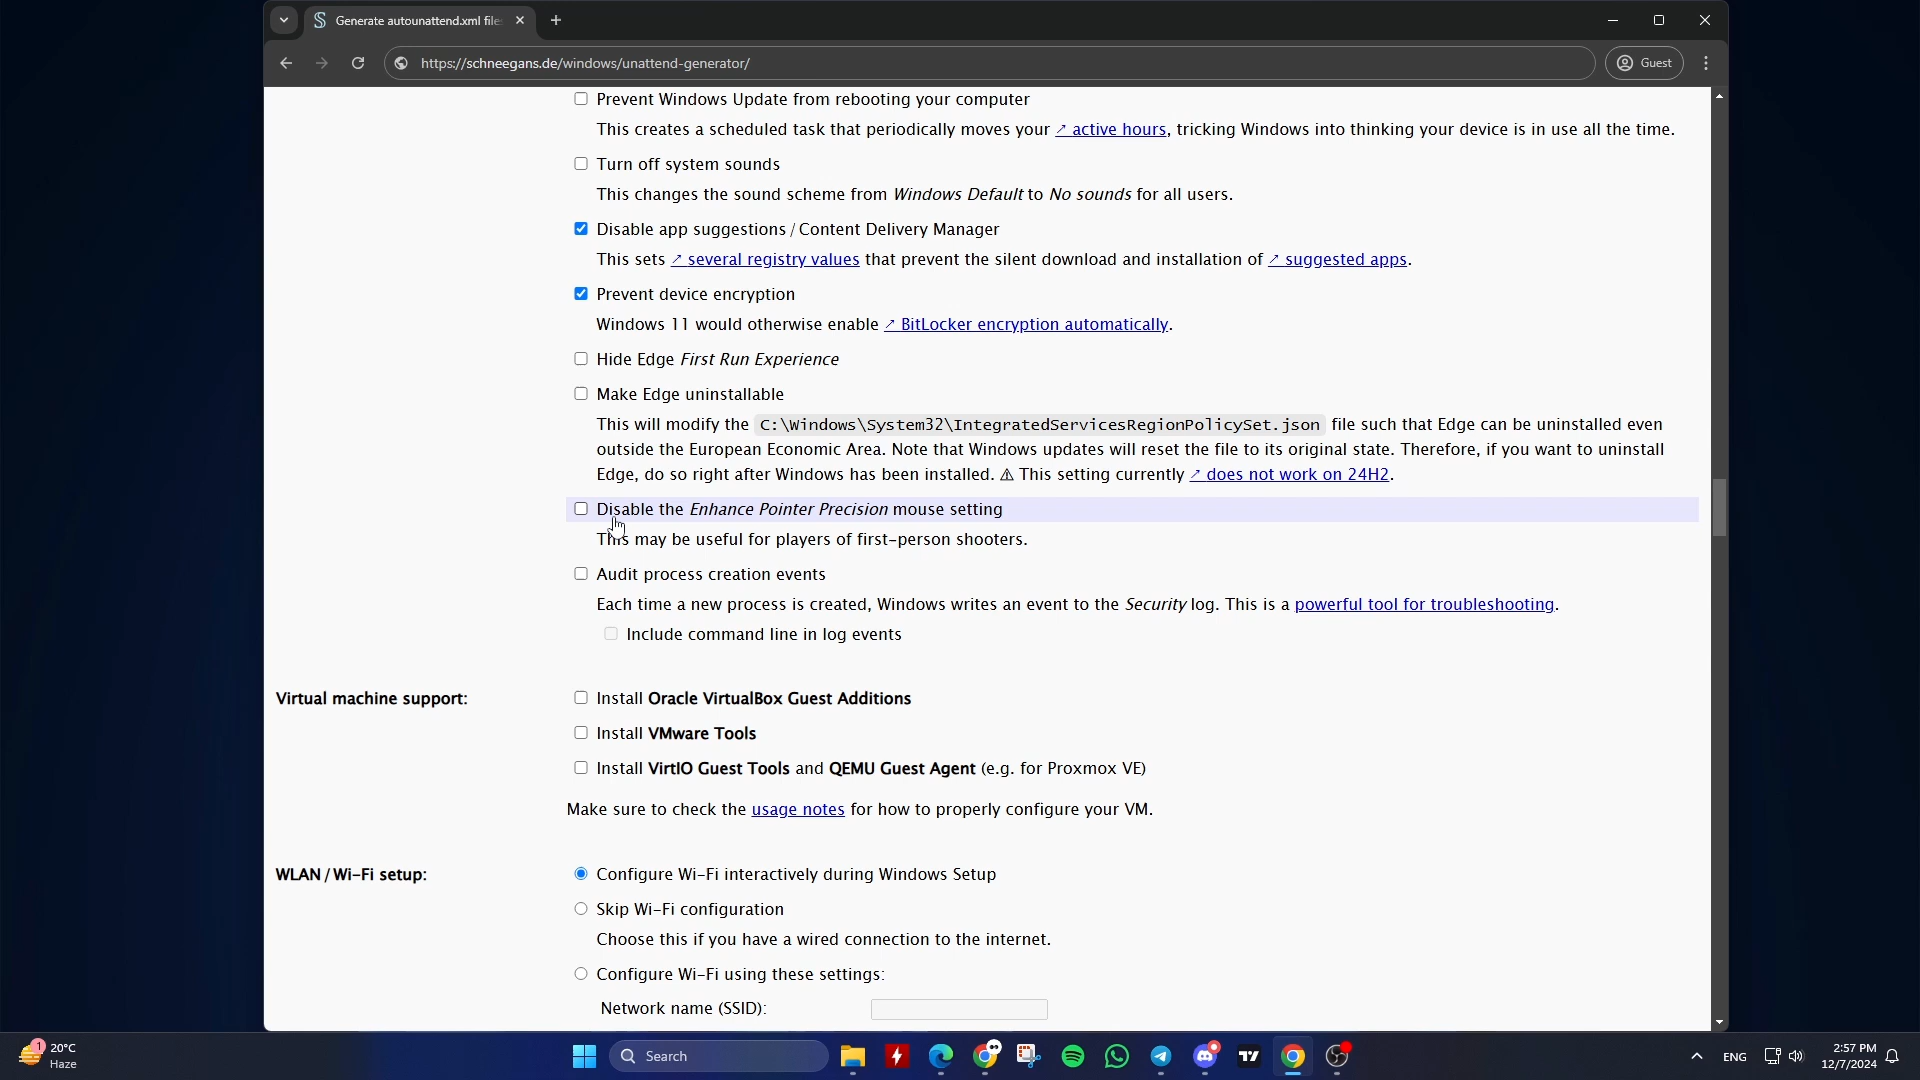 Generate autounattend.xml file
https://schneegans.de/windows/unattend-generator/
Guest
Prevent Windows Update from rebooting your computer
This creates a scheduled task that periodically moves your ↗ active hours, tricking Windows into thinking your device is in use all the time.
Turn off system sounds
This changes the sound scheme from Windows Default to No sounds for all users.
Disable app suggestions / Content Delivery Manager
This sets ↗ several registry values that prevent the silent download and installation of ↗ suggested apps.
Prevent device encryption
Windows 11 would otherwise enable ↗ BitLocker encryption automatically.
Hide Edge First Run Experience
Make Edge uninstallable
This will modify the C:\Windows\System32\IntegratedServicesRegionPolicySet.json file such that Edge can be uninstalled even
outside the European Economic Area. Note that Windows updates will reset the file to its original state. Therefore, if you want to uninstall
Edge, do so right after Windows has been installed. ⚠ This setting currently ↗ does not work on 24H2.
Disable the Enhance Pointer Precision mouse setting
This may be useful for players of first-person shooters.
Audit process creation events
Each time a new process is created, Windows writes an event to the Security log. This is a powerful tool for troubleshooting.
Include command line in log events
Virtual machine support:
Install Oracle VirtualBox Guest Additions
Install VMware Tools
Install VirtIO Guest Tools and QEMU Guest Agent (e.g. for Proxmox VE)
Make sure to check the usage notes for how to properly configure your VM.
WLAN / Wi-Fi setup:
Configure Wi-Fi interactively during Windows Setup
Skip Wi-Fi configuration
Choose this if you have a wired connection to the internet.
Configure Wi-Fi using these settings:
Network name (SSID):
1
20°C
Haze
Search
ENG
2:57 PM
12/7/2024